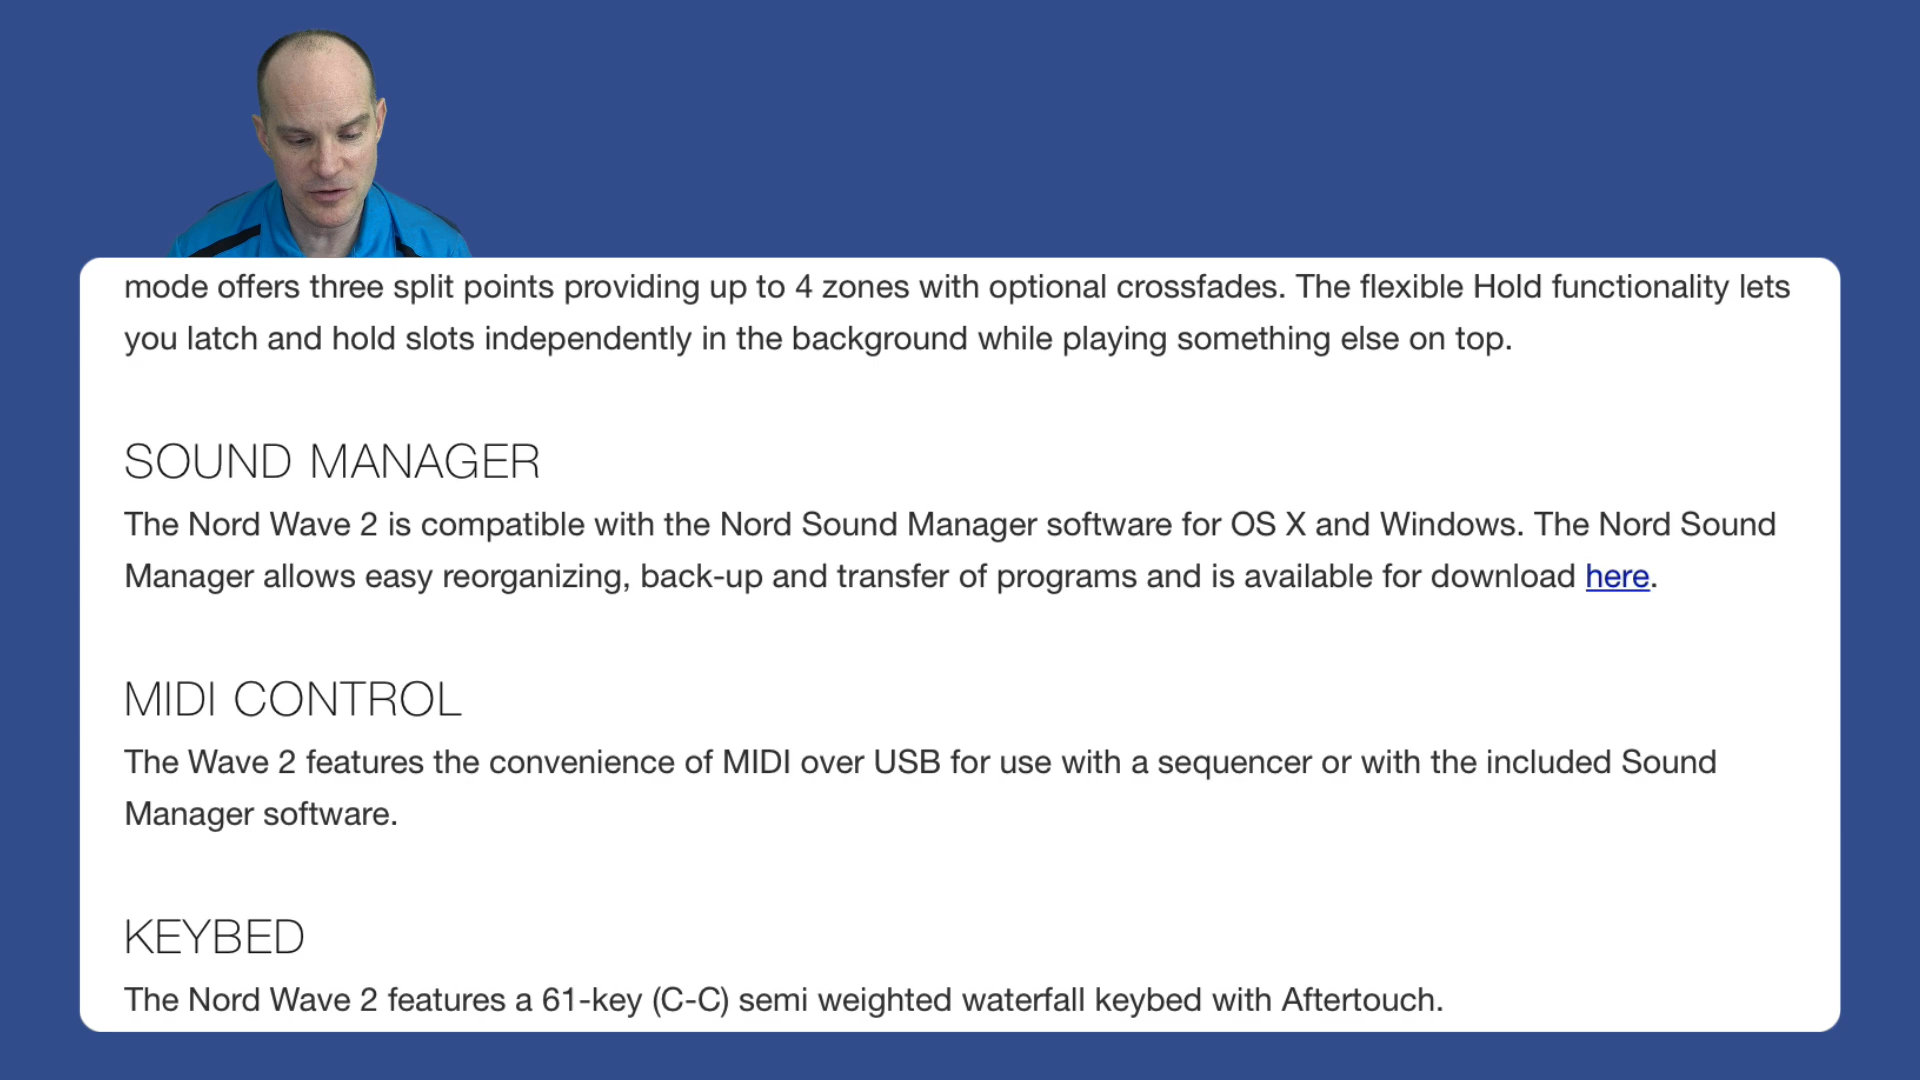 mode offers three split points providing up to 4 zones with optional crossfades. The flexible Hold functionality lets
you latch and hold slots independently in the background while playing something else on top.
SOUND MANAGER
The Nord Wave 2 is compatible with the Nord Sound Manager software for OS X and Windows. The Nord Sound
Manager allows easy reorganizing, back-up and transfer of programs and is available for download here.
MIDI CONTROL
The Wave 2 features the convenience of MIDI over USB for use with a sequencer or with the included Sound
Manager software.
KEYBED
The Nord Wave 2 features a 61-key (C-C) semi weighted waterfall keybed with Aftertouch.